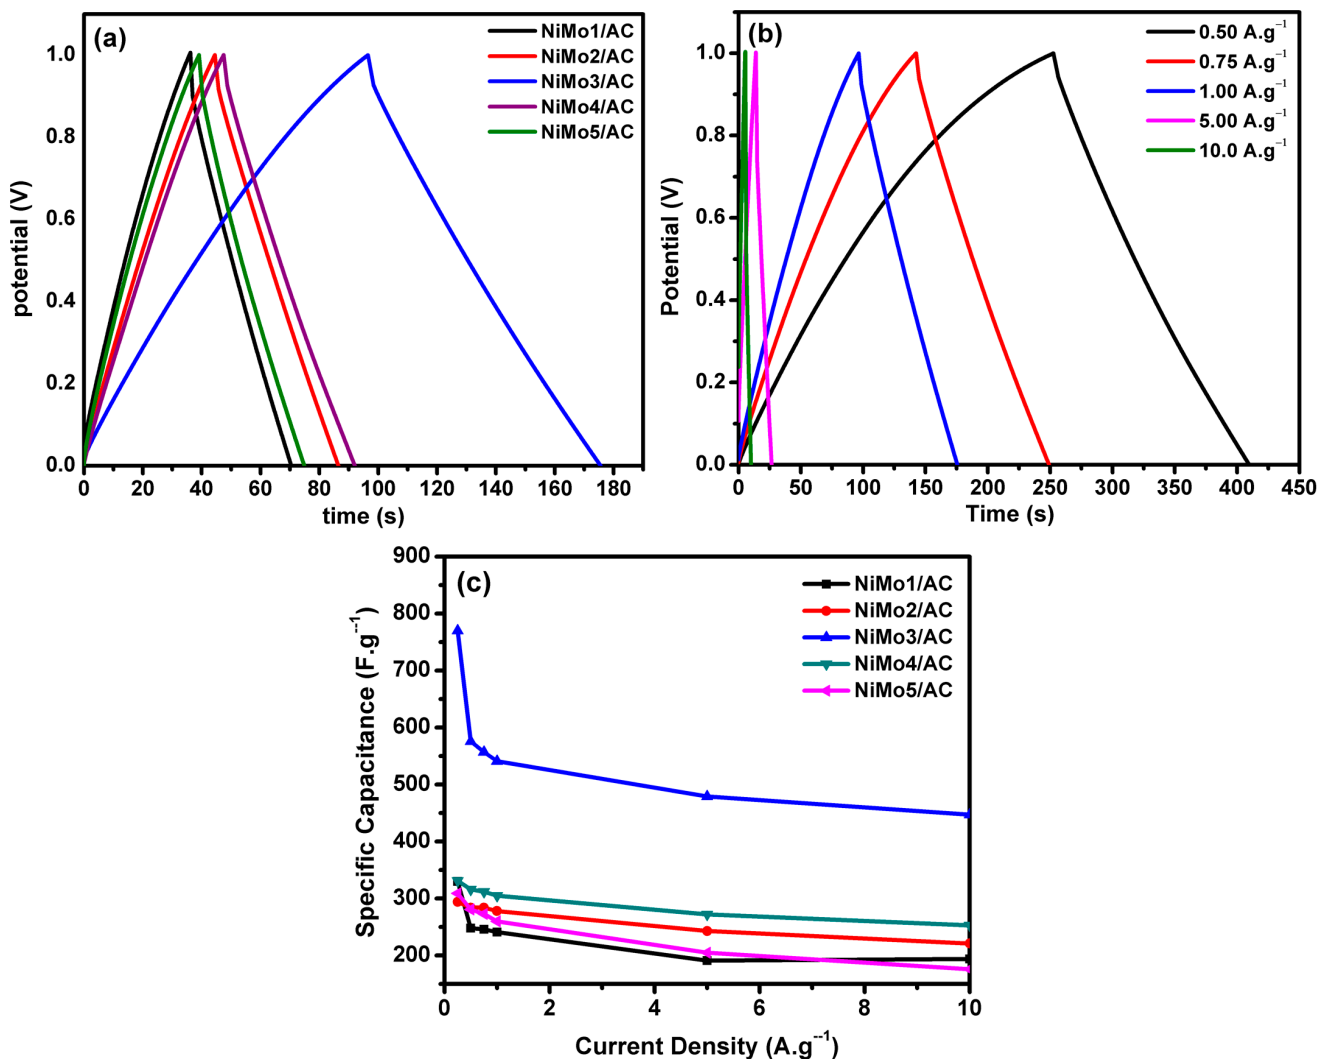 (a)
NiMo1/AC
NiMo2/AC
NiMo3/AC
NiMo4/AC
NiMo5/AC
potential (V)
1.0
0.8
0.6
0.4
0.2
0.0
0 20 40 60 80 100 120 140 160 180
time (s)
(b)
0.50 A.g⁻¹
0.75 A.g⁻¹
1.00 A.g⁻¹
5.00 A.g⁻¹
10.0 A.g⁻¹
Potential (V)
1.0
0.8
0.6
0.4
0.2
0.0
0 50 100 150 200 250 300 350 400 450
Time (s)
(c)
NiMo1/AC
NiMo2/AC
NiMo3/AC
NiMo4/AC
NiMo5/AC
Specific Capacitance (F.g⁻⁻¹)
900
800
700
600
500
400
300
200
0 2 4 6 8 10
Current Density (A.g⁻⁻¹)